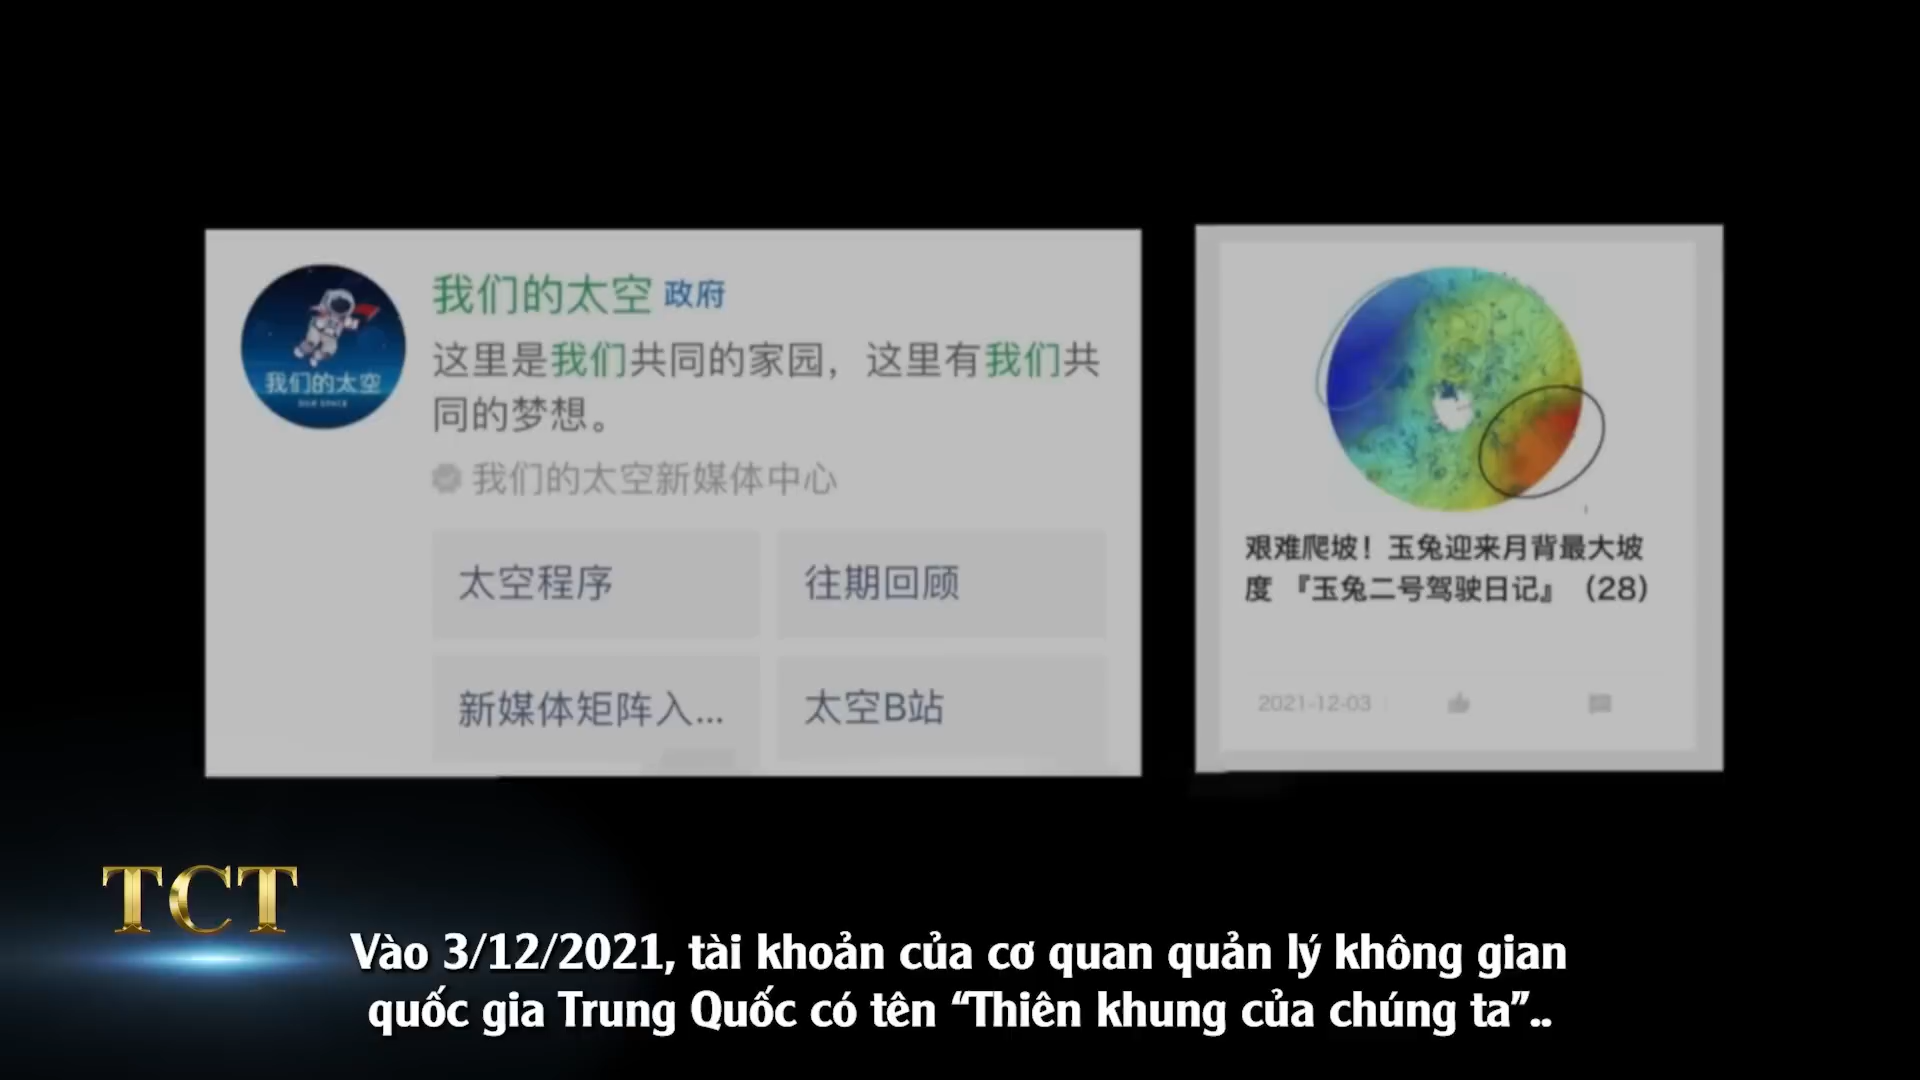 我们的太空 政府
这里是我们共同的家园，这里有我们共
同的梦想。
我们的太空新媒体中心
我们的太空
太空程序
往期回顾
新媒体矩阵入...
太空B站
艰难爬坡！玉兔迎来月背最大坡
度 『玉兔二号驾驶日记』（28）
2021-12-03
TCT
Vào 3/12/2021, tài khoản của cơ quan quản lý không gian
quốc gia Trung Quốc có tên “Thiên khung của chúng ta”..